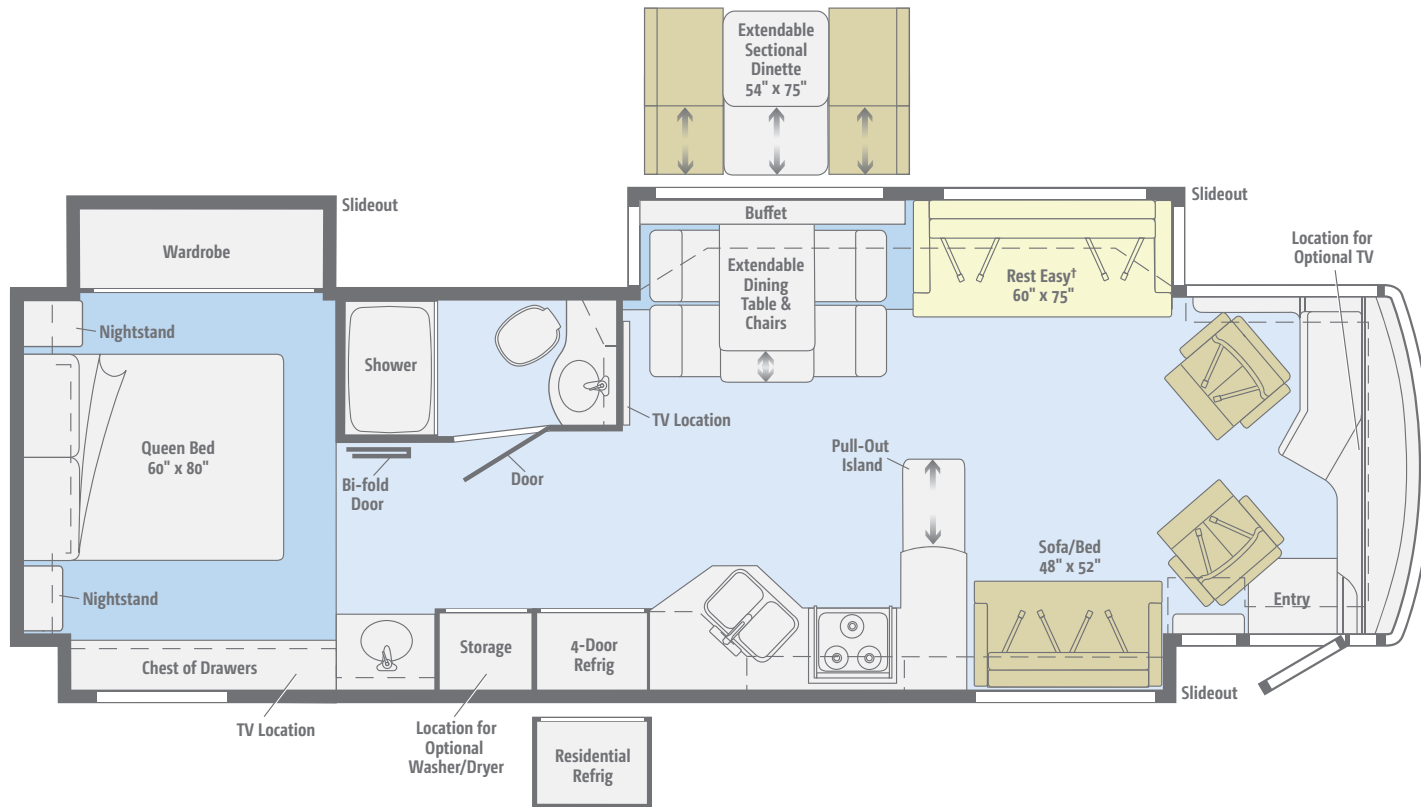 Extendable
Sectional
Dinette
54" x 75"
Slideout
Slideout
Wardrobe
Buffet
Location for
Optional TV
Extendable
Dining
Table &
Chairs
Rest Easy†
60" x 75"
Nightstand
Shower
TV Location
Queen Bed
60" x 80"
Pull-Out
Island
Bi-fold
Door
Door
Sofa/Bed
48" x 52"
Nightstand
Entry
Chest of Drawers
Storage
4-Door
Refrig
Slideout
TV Location
Location for
Optional
Washer/Dryer
Residential
Refrig